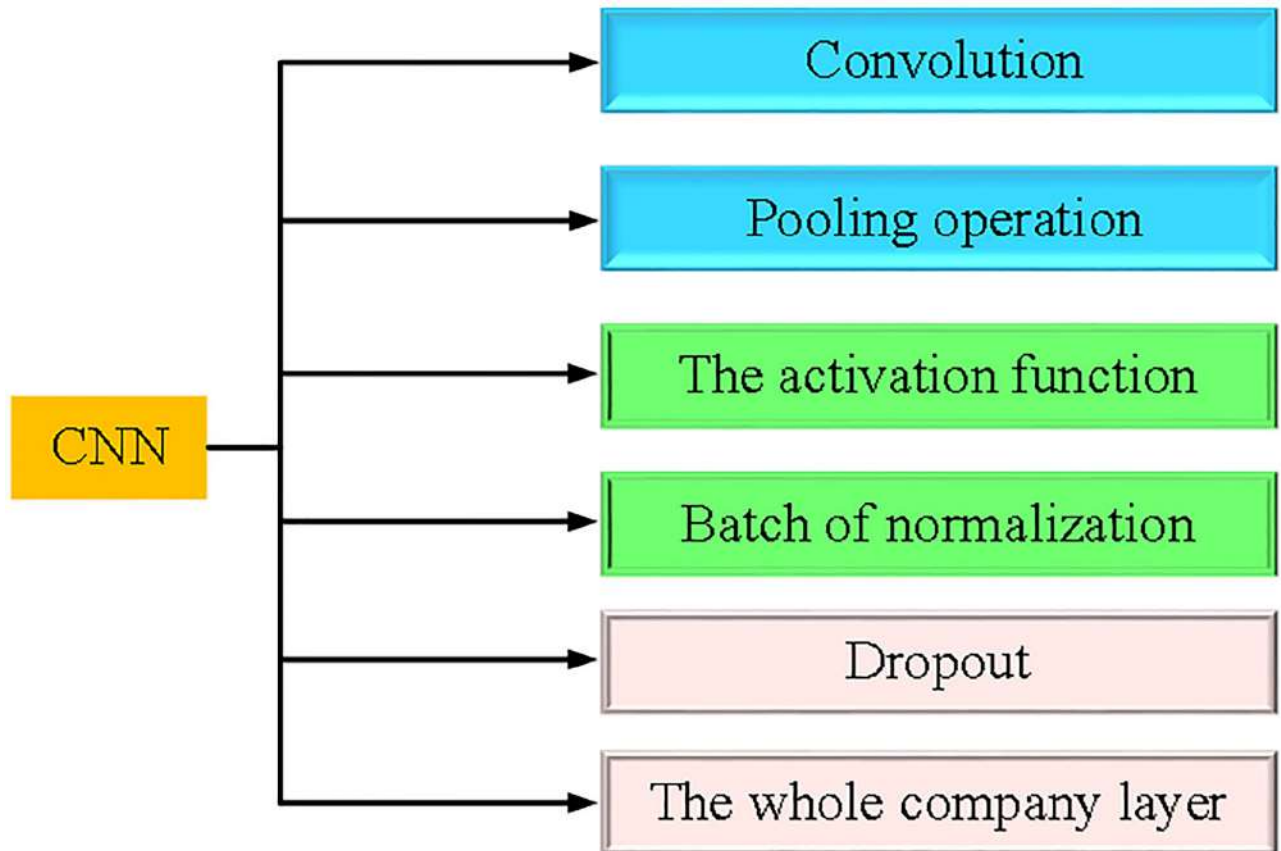 Convolution
Pooling operation
The activation function
CNN
Batch of normalization
Dropout
The whole company layer